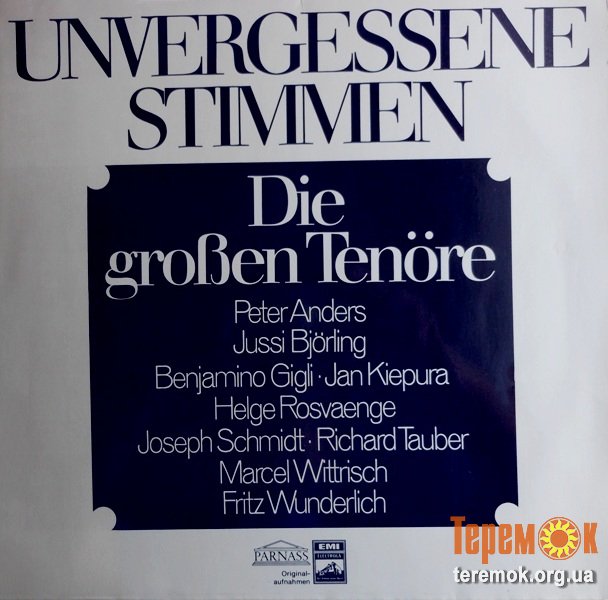 UNVERGESSENE
STIMMEN
Die
großen Tenöre
Peter Anders
Jussi Björling
Benjamino Gigli · Jan Kiepura
Helge Rosvaenge
Joseph Schmidt · Richard Tauber
Marcel Wittrisch
Fritz Wunderlich
PARNASS
EMI
ELECTROLA
Original-
aufnahmen
Теремок
teremok.org.ua